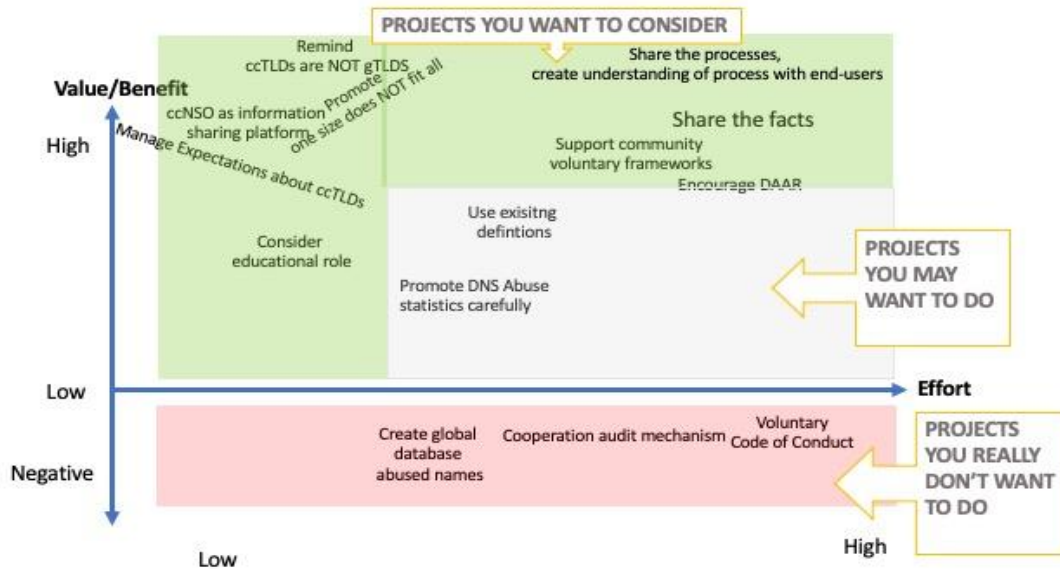 PROJECTS YOU WANT TO CONSIDER
Remind
ccTLDs are NOT gTLDS
Promote
one size does NOT fit all
Share the processes,
create understanding of process with end-users
Value/Benefit
ccNSO as information
sharing platform
High
Manage Expectations about ccTLDs
Share the facts
Support community
voluntary frameworks
Encourage DAAR
Use exisitng
defintions
Consider
educational role
PROJECTS
YOU MAY
WANT TO DO
Promote DNS Abuse
statistics carefully
Low
Effort
Create global
database
abused names
Cooperation audit mechanism
Voluntary
Code of Conduct
PROJECTS
YOU REALLY
DON'T WANT
TO DO
Negative
Low
High